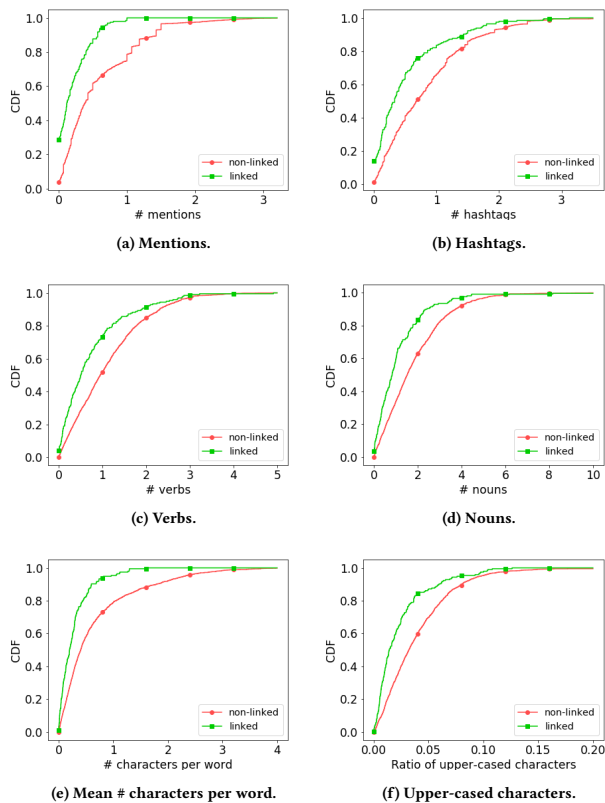 1.0
0.8
0.6
0.4
0.2
0.0
CDF
non-linked
linked
0 1 2 3
# mentions
(a) Mentions.
1.0
0.8
0.6
0.4
0.2
0.0
CDF
non-linked
linked
0 1 2 3
# hashtags
(b) Hashtags.
1.0
0.8
0.6
0.4
0.2
0.0
CDF
non-linked
linked
0 1 2 3 4 5
# verbs
(c) Verbs.
1.0
0.8
0.6
0.4
0.2
0.0
CDF
non-linked
linked
0 2 4 6 8 10
# nouns
(d) Nouns.
1.0
0.8
0.6
0.4
0.2
0.0
CDF
non-linked
linked
0 1 2 3 4
# characters per word
(e) Mean # characters per word.
1.0
0.8
0.6
0.4
0.2
0.0
CDF
non-linked
linked
0.00 0.05 0.10 0.15 0.20
Ratio of upper-cased characters
(f) Upper-cased characters.